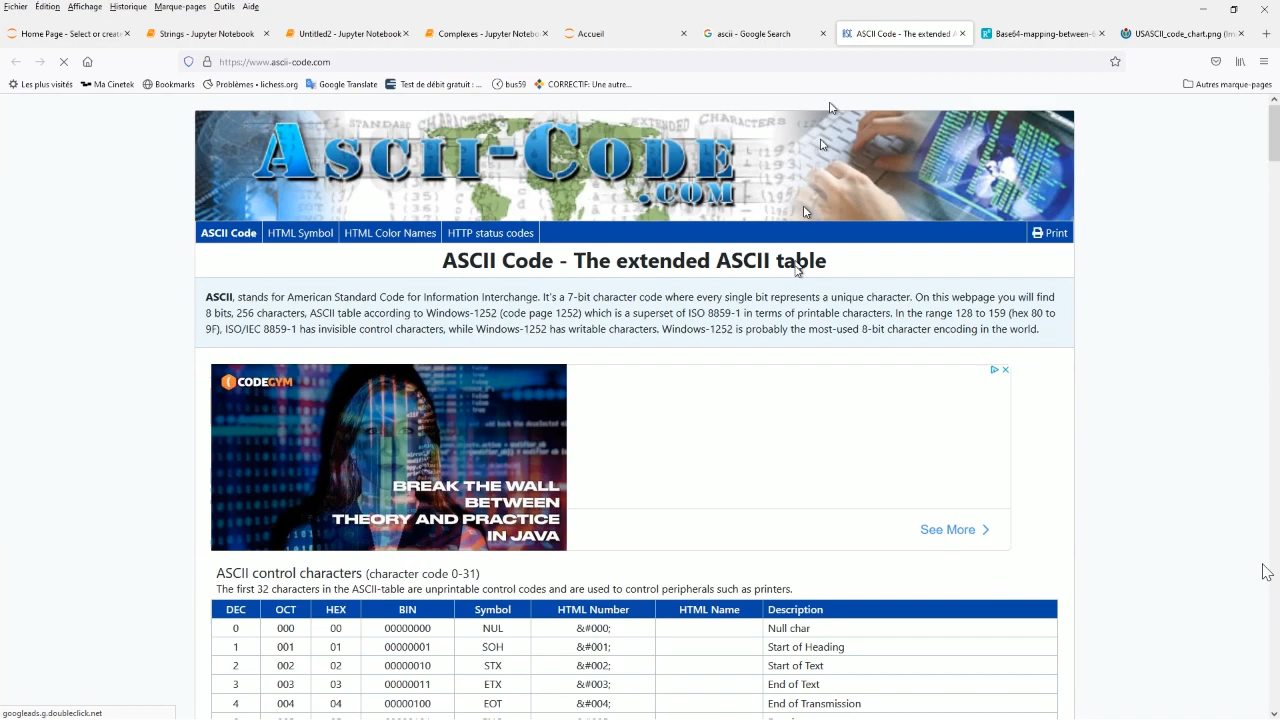 Fichier Édition Affichage Historique Marque-pages Outils Aide
Home Page - Select or create Strings - Jupyter Notebook Untitled2 - Jupyter Notebook Complexes - Jupyter Notebo Accueil ascii - Google Search ASCII Code - The extended A Base64-mapping-between-6 USASCII_code_chart.png (Im
https://www.ascii-code.com
Les plus visités Ma Cinetek Bookmarks Problèmes • lichess.org Google Translate Test de débit gratuit : ... bus59 CORRECTIF: Une autre... Autres marque-pages
STANDARD CHARACTERS EXTENDED CHARACTERS
ASCII-CODE
.COM
ASCII Code HTML Symbol HTML Color Names HTTP status codes Print
ASCII Code - The extended ASCII table
ASCII, stands for American Standard Code for Information Interchange. It's a 7-bit character code where every single bit represents a unique character. On this webpage you will find
8 bits, 256 characters, ASCII table according to Windows-1252 (code page 1252) which is a superset of ISO 8859-1 in terms of printable characters. In the range 128 to 159 (hex 80 to
9F), ISO/IEC 8859-1 has invisible control characters, while Windows-1252 has writable characters. Windows-1252 is probably the most-used 8-bit character encoding in the world.
CODEGYM
BREAK THE WALL
BETWEEN
THEORY AND PRACTICE
IN JAVA
See More
ASCII control characters (character code 0-31)
The first 32 characters in the ASCII-table are unprintable control codes and are used to control peripherals such as printers.
DEC OCT HEX BIN Symbol HTML Number HTML Name Description
0 000 00 00000000 NUL &#000; Null char
1 001 01 00000001 SOH &#001; Start of Heading
2 002 02 00000010 STX &#002; Start of Text
3 003 03 00000011 ETX &#003; End of Text
4 004 04 00000100 EOT &#004; End of Transmission
googleads.g.doubleclick.net